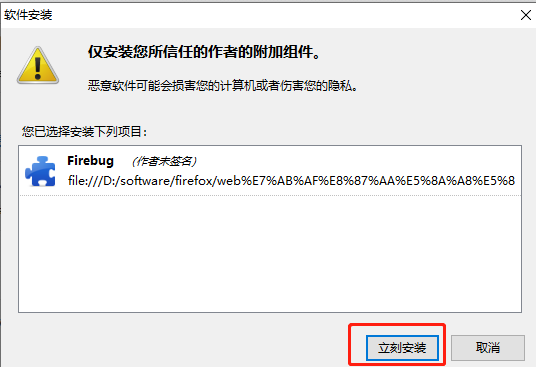 软件安装
仅安装您所信任的作者的附加组件。
恶意软件可能会损害您的计算机或者伤害您的隐私。
您已选择安装下列项目：
Firebug (作者未签名)
file:///D:/software/firefox/web%E7%AB%AF%E8%87%AA%E5%8A%A8%E5%8
立刻安装
取消